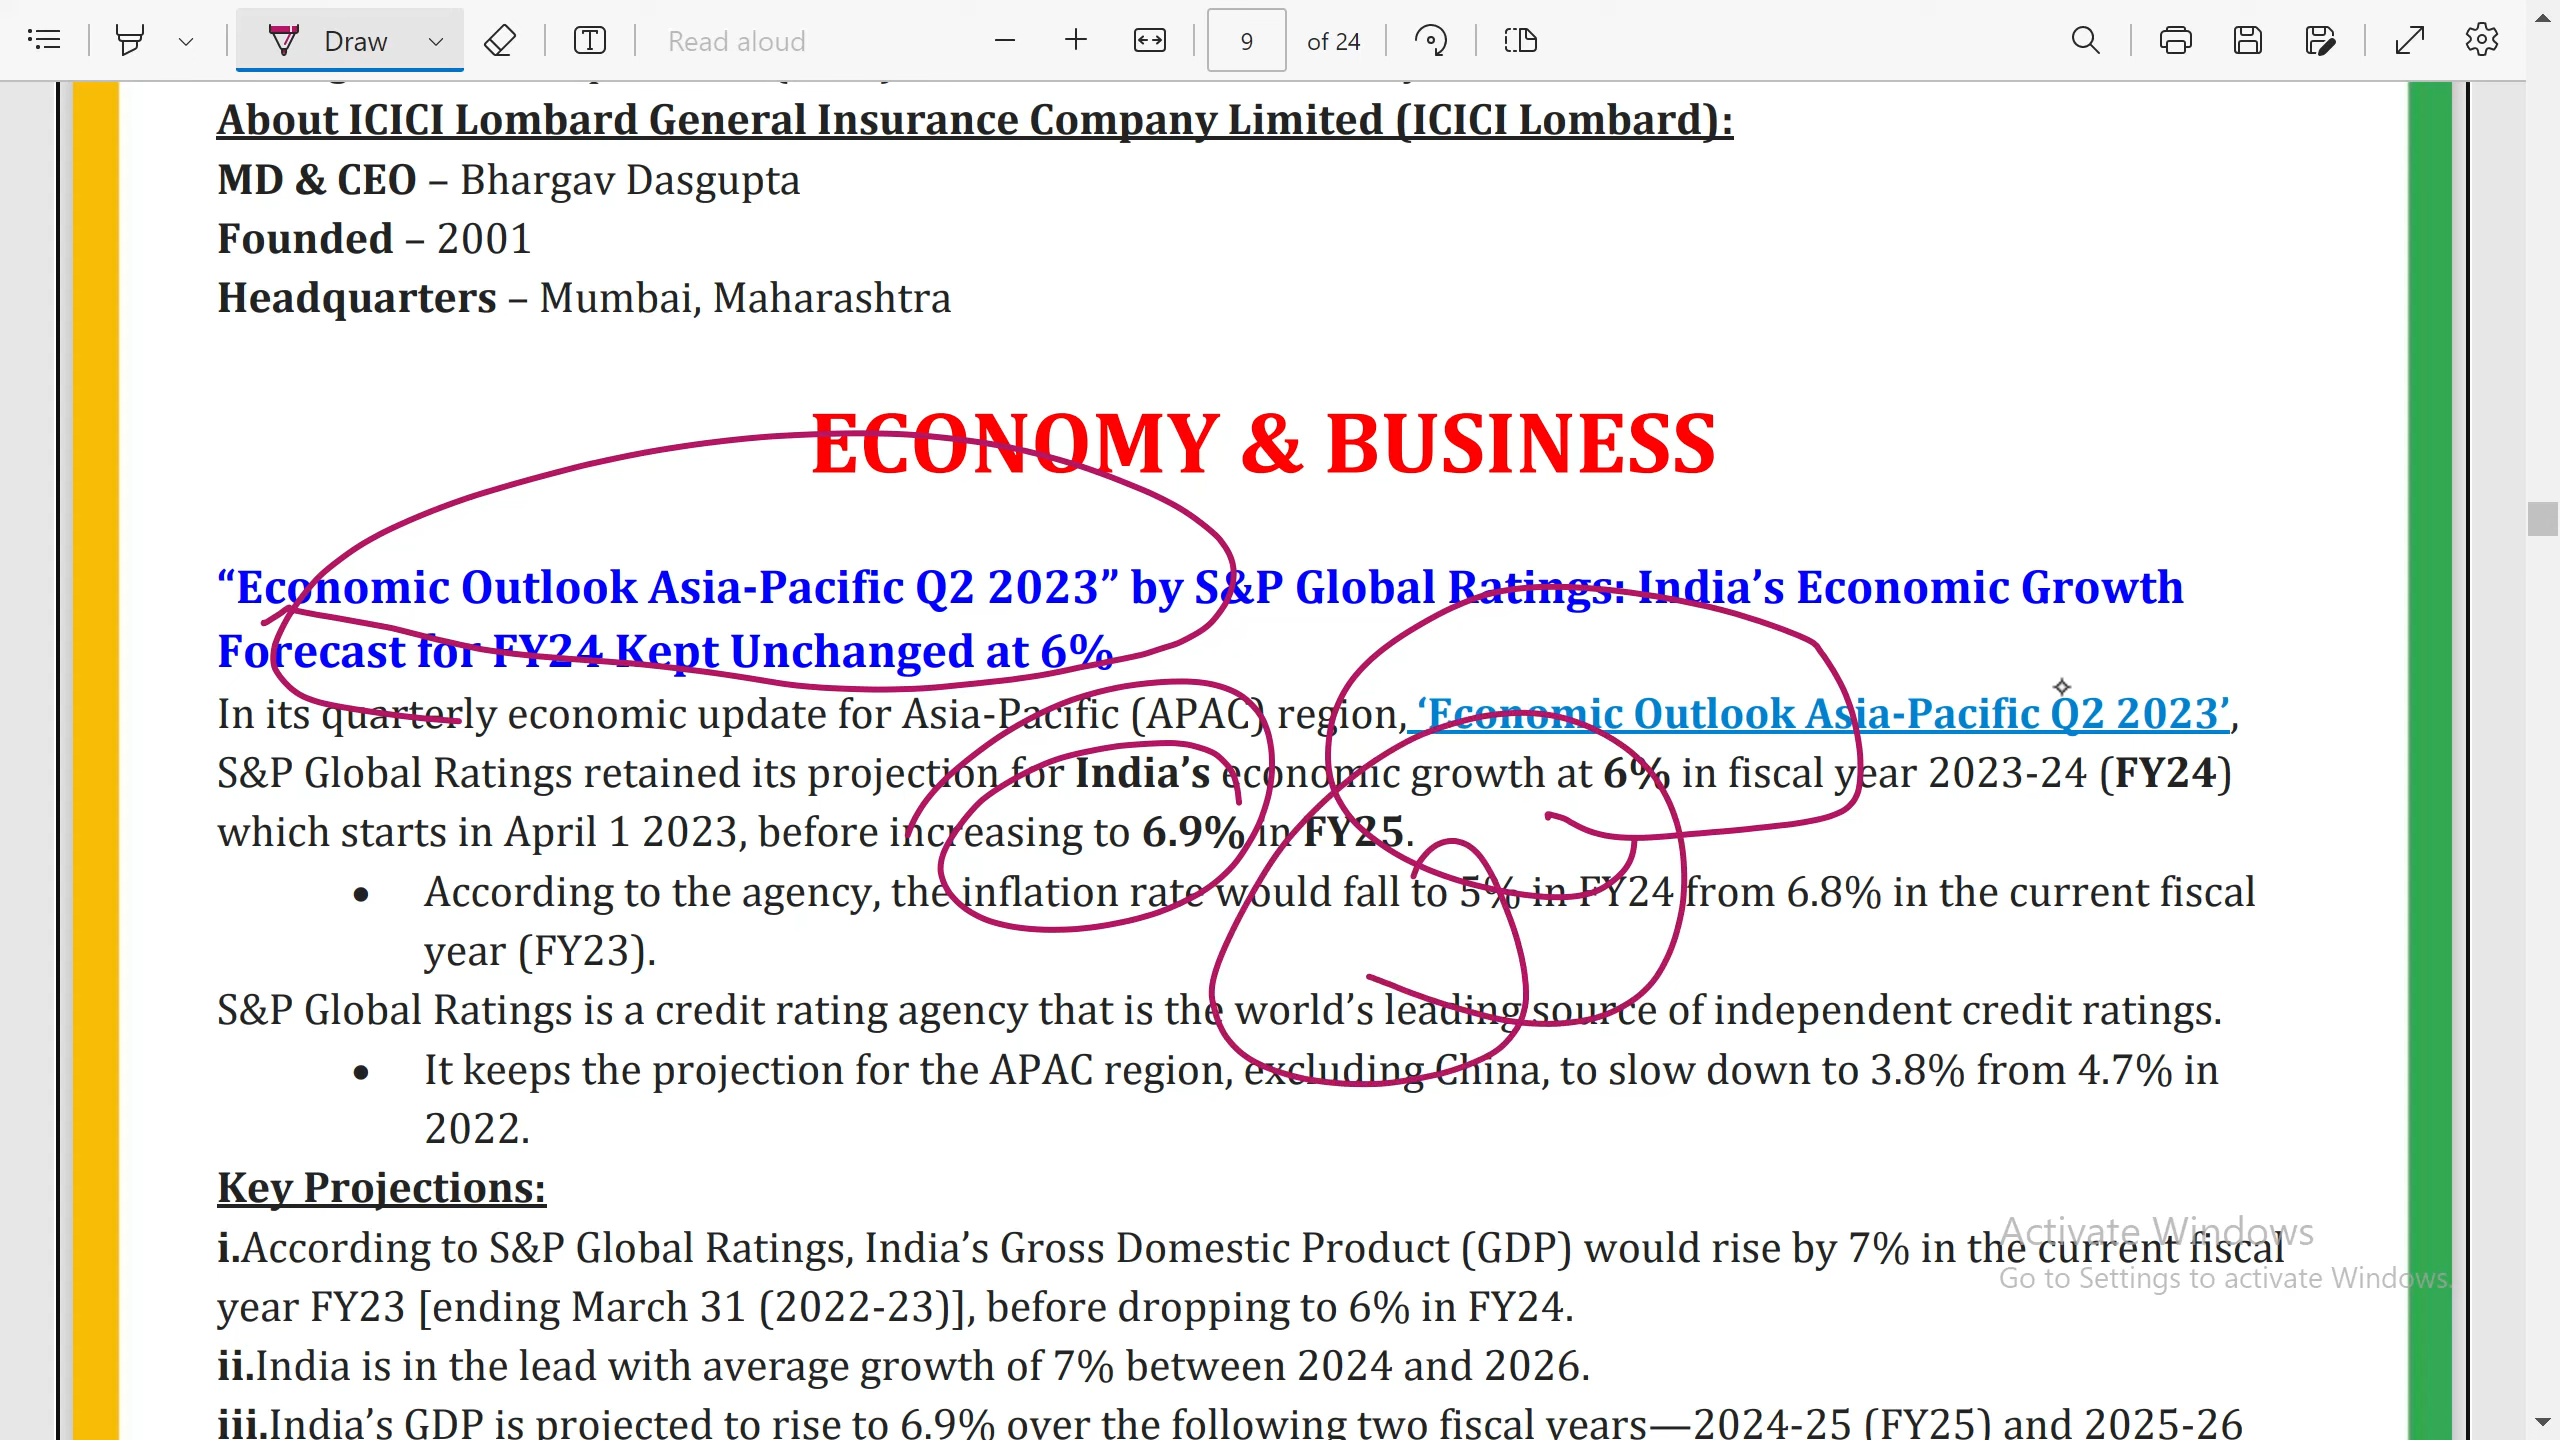 Draw
Read aloud
9 of 24
About ICICI Lombard General Insurance Company Limited (ICICI Lombard):
MD & CEO – Bhargav Dasgupta
Founded – 2001
Headquarters – Mumbai, Maharashtra
ECONOMY & BUSINESS
“Economic Outlook Asia-Pacific Q2 2023” by S&P Global Ratings: India’s Economic Growth
Forecast for FY24 Kept Unchanged at 6%
In its quarterly economic update for Asia-Pacific (APAC) region, ‘Economic Outlook Asia-Pacific Q2 2023’,
S&P Global Ratings retained its projection for India’s economic growth at 6% in fiscal year 2023-24 (FY24)
which starts in April 1 2023, before increasing to 6.9% in FY25.
• According to the agency, the inflation rate would fall to 5% in FY24 from 6.8% in the current fiscal
year (FY23).
S&P Global Ratings is a credit rating agency that is the world’s leading source of independent credit ratings.
• It keeps the projection for the APAC region, excluding China, to slow down to 3.8% from 4.7% in
2022.
Key Projections:
i.According to S&P Global Ratings, India’s Gross Domestic Product (GDP) would rise by 7% in the current fiscal
year FY23 [ending March 31 (2022-23)], before dropping to 6% in FY24.
ii.India is in the lead with average growth of 7% between 2024 and 2026.
iii.India’s GDP is projected to rise to 6.9% over the following two fiscal years—2024-25 (FY25) and 2025-26
Activate Windows
Go to Settings to activate Windows.